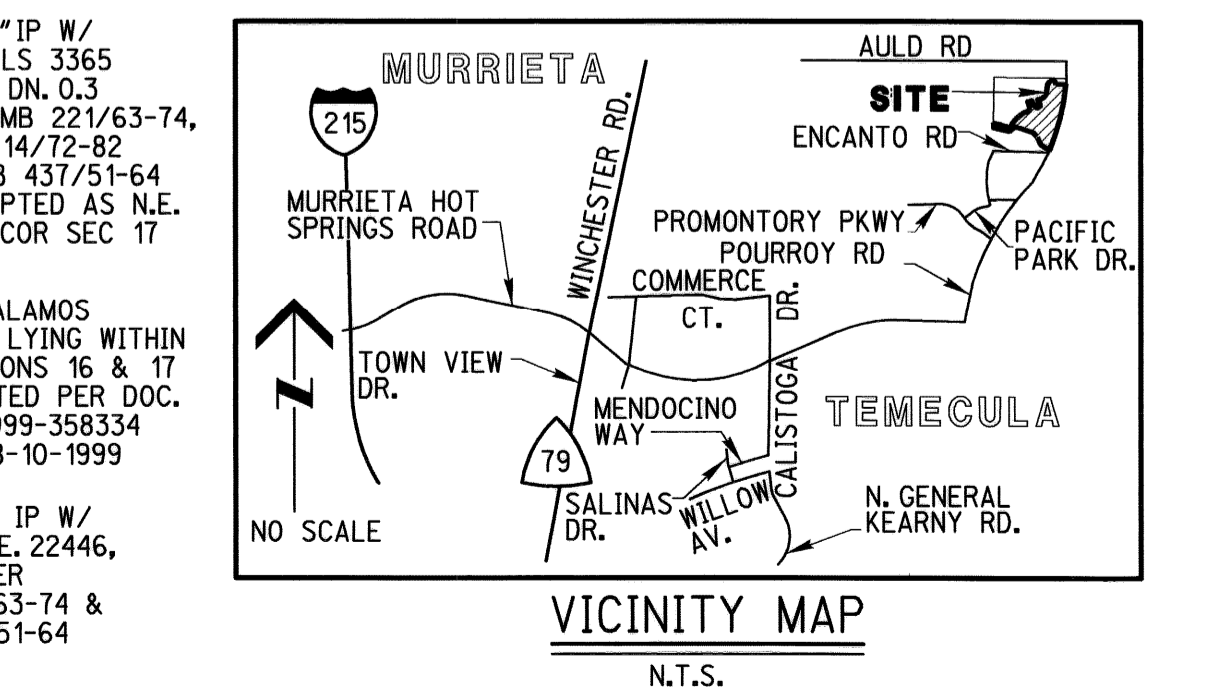 "IP W/
LS 3365
DN. 0.3
MB 221/63-74,
14/72-82
437/51-64
PTED AS N.E.
COR SEC 17
ALAMOS
LYING WITHIN
ONS 16 & 17
TED PER DOC.
99-358334
-10-1999
IP W/
E. 22446,
ER
63-74 &
51-64
MURRIETA
AULD RD
SITE
215
ENCANTO RD
WINCHESTER RD.
MURRIETA HOT
SPRINGS ROAD
PROMONTORY PKWY
POURROY RD
PACIFIC
PARK DR.
COMMERCE
CT.
CALISTOGA DR.
TOWN VIEW
DR.
MENDOCINO
WAY
TEMECULA
79
SALINAS
DR.
WILLOW
AV.
N. GENERAL
KEARNY RD.
N
NO SCALE
VICINITY MAP
N.T.S.